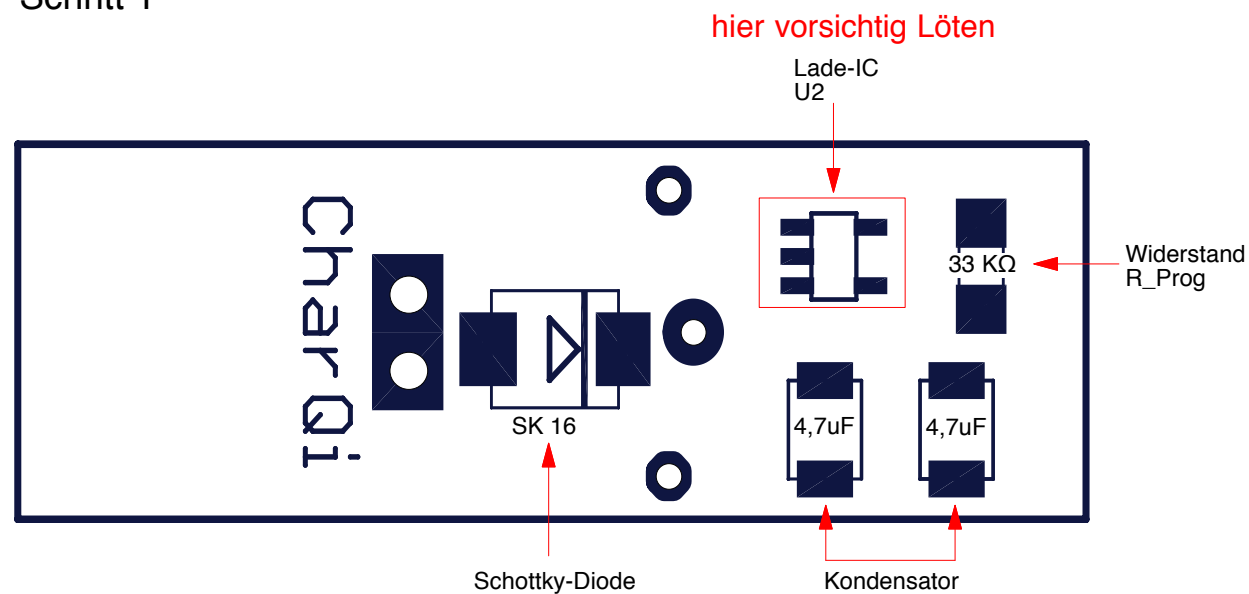 Schritt 1
hier vorsichtig Löten
Lade-IC
U2
Char Qi
33 KΩ
Widerstand
R_Prog
SK 16
4,7uF
4,7uF
Schottky-Diode
Kondensator